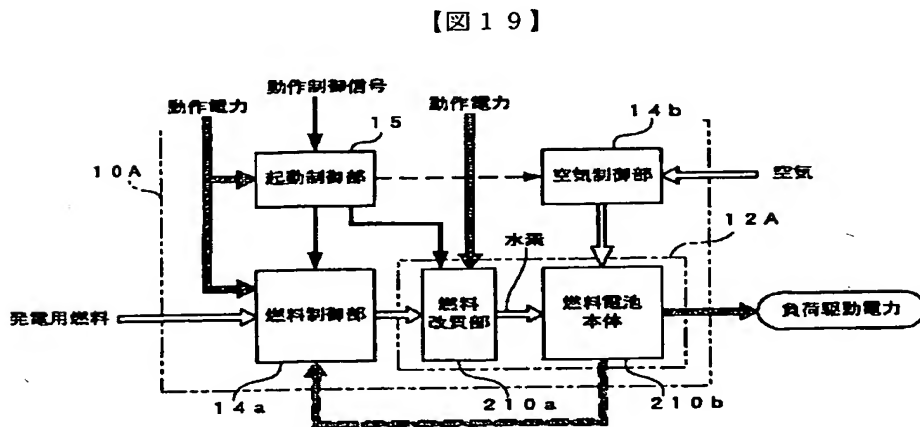 【図１９】
動作電力
動作制御信号
動作電力
１５
１４ｂ
１０Ａ
起動制御部
空気制御部
空気
１２Ａ
水素
発電用燃料
燃料制御部
燃料
改質部
燃料電池
本体
負荷駆動電力
１４ａ
２１０ａ
２１０ｂ